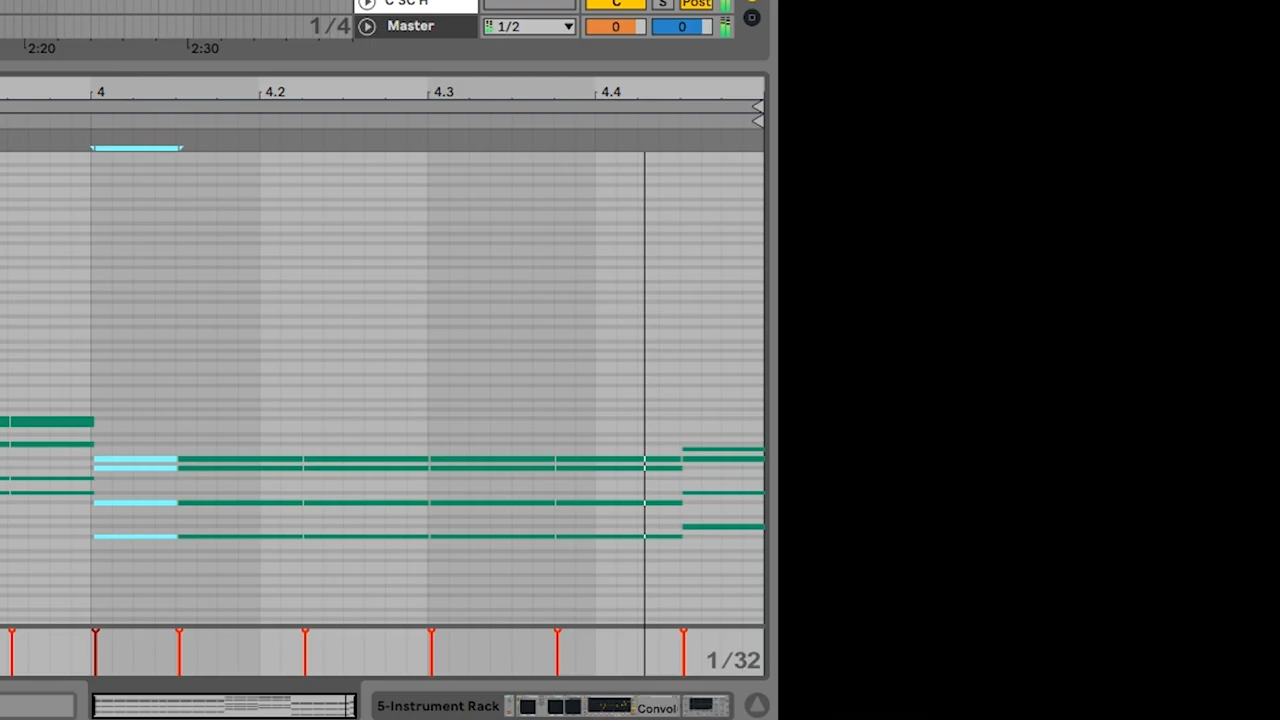 C SC H
C S Post
1/4 Master 1/2 0 0
2:20 2:30
4 4.2 4.3 4.4
1/32
5-Instrument Rack Convol